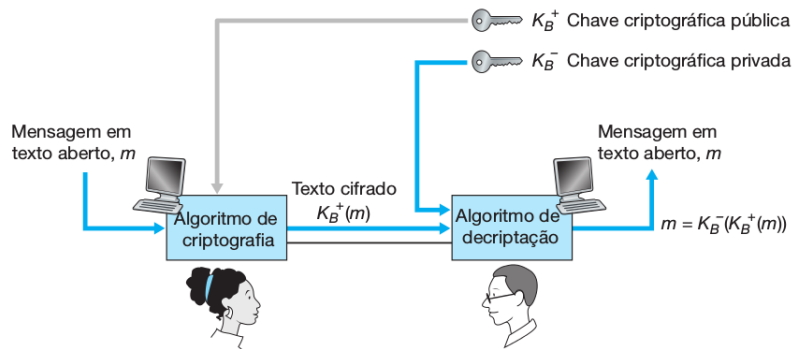 K_B^+ Chave criptográfica pública
K_B^- Chave criptográfica privada
Mensagem em
texto aberto, m
Algoritmo de
criptografia
Texto cifrado
K_B^+(m)
Algoritmo de
decriptação
Mensagem em
texto aberto, m
m = K_B^-(K_B^+(m))